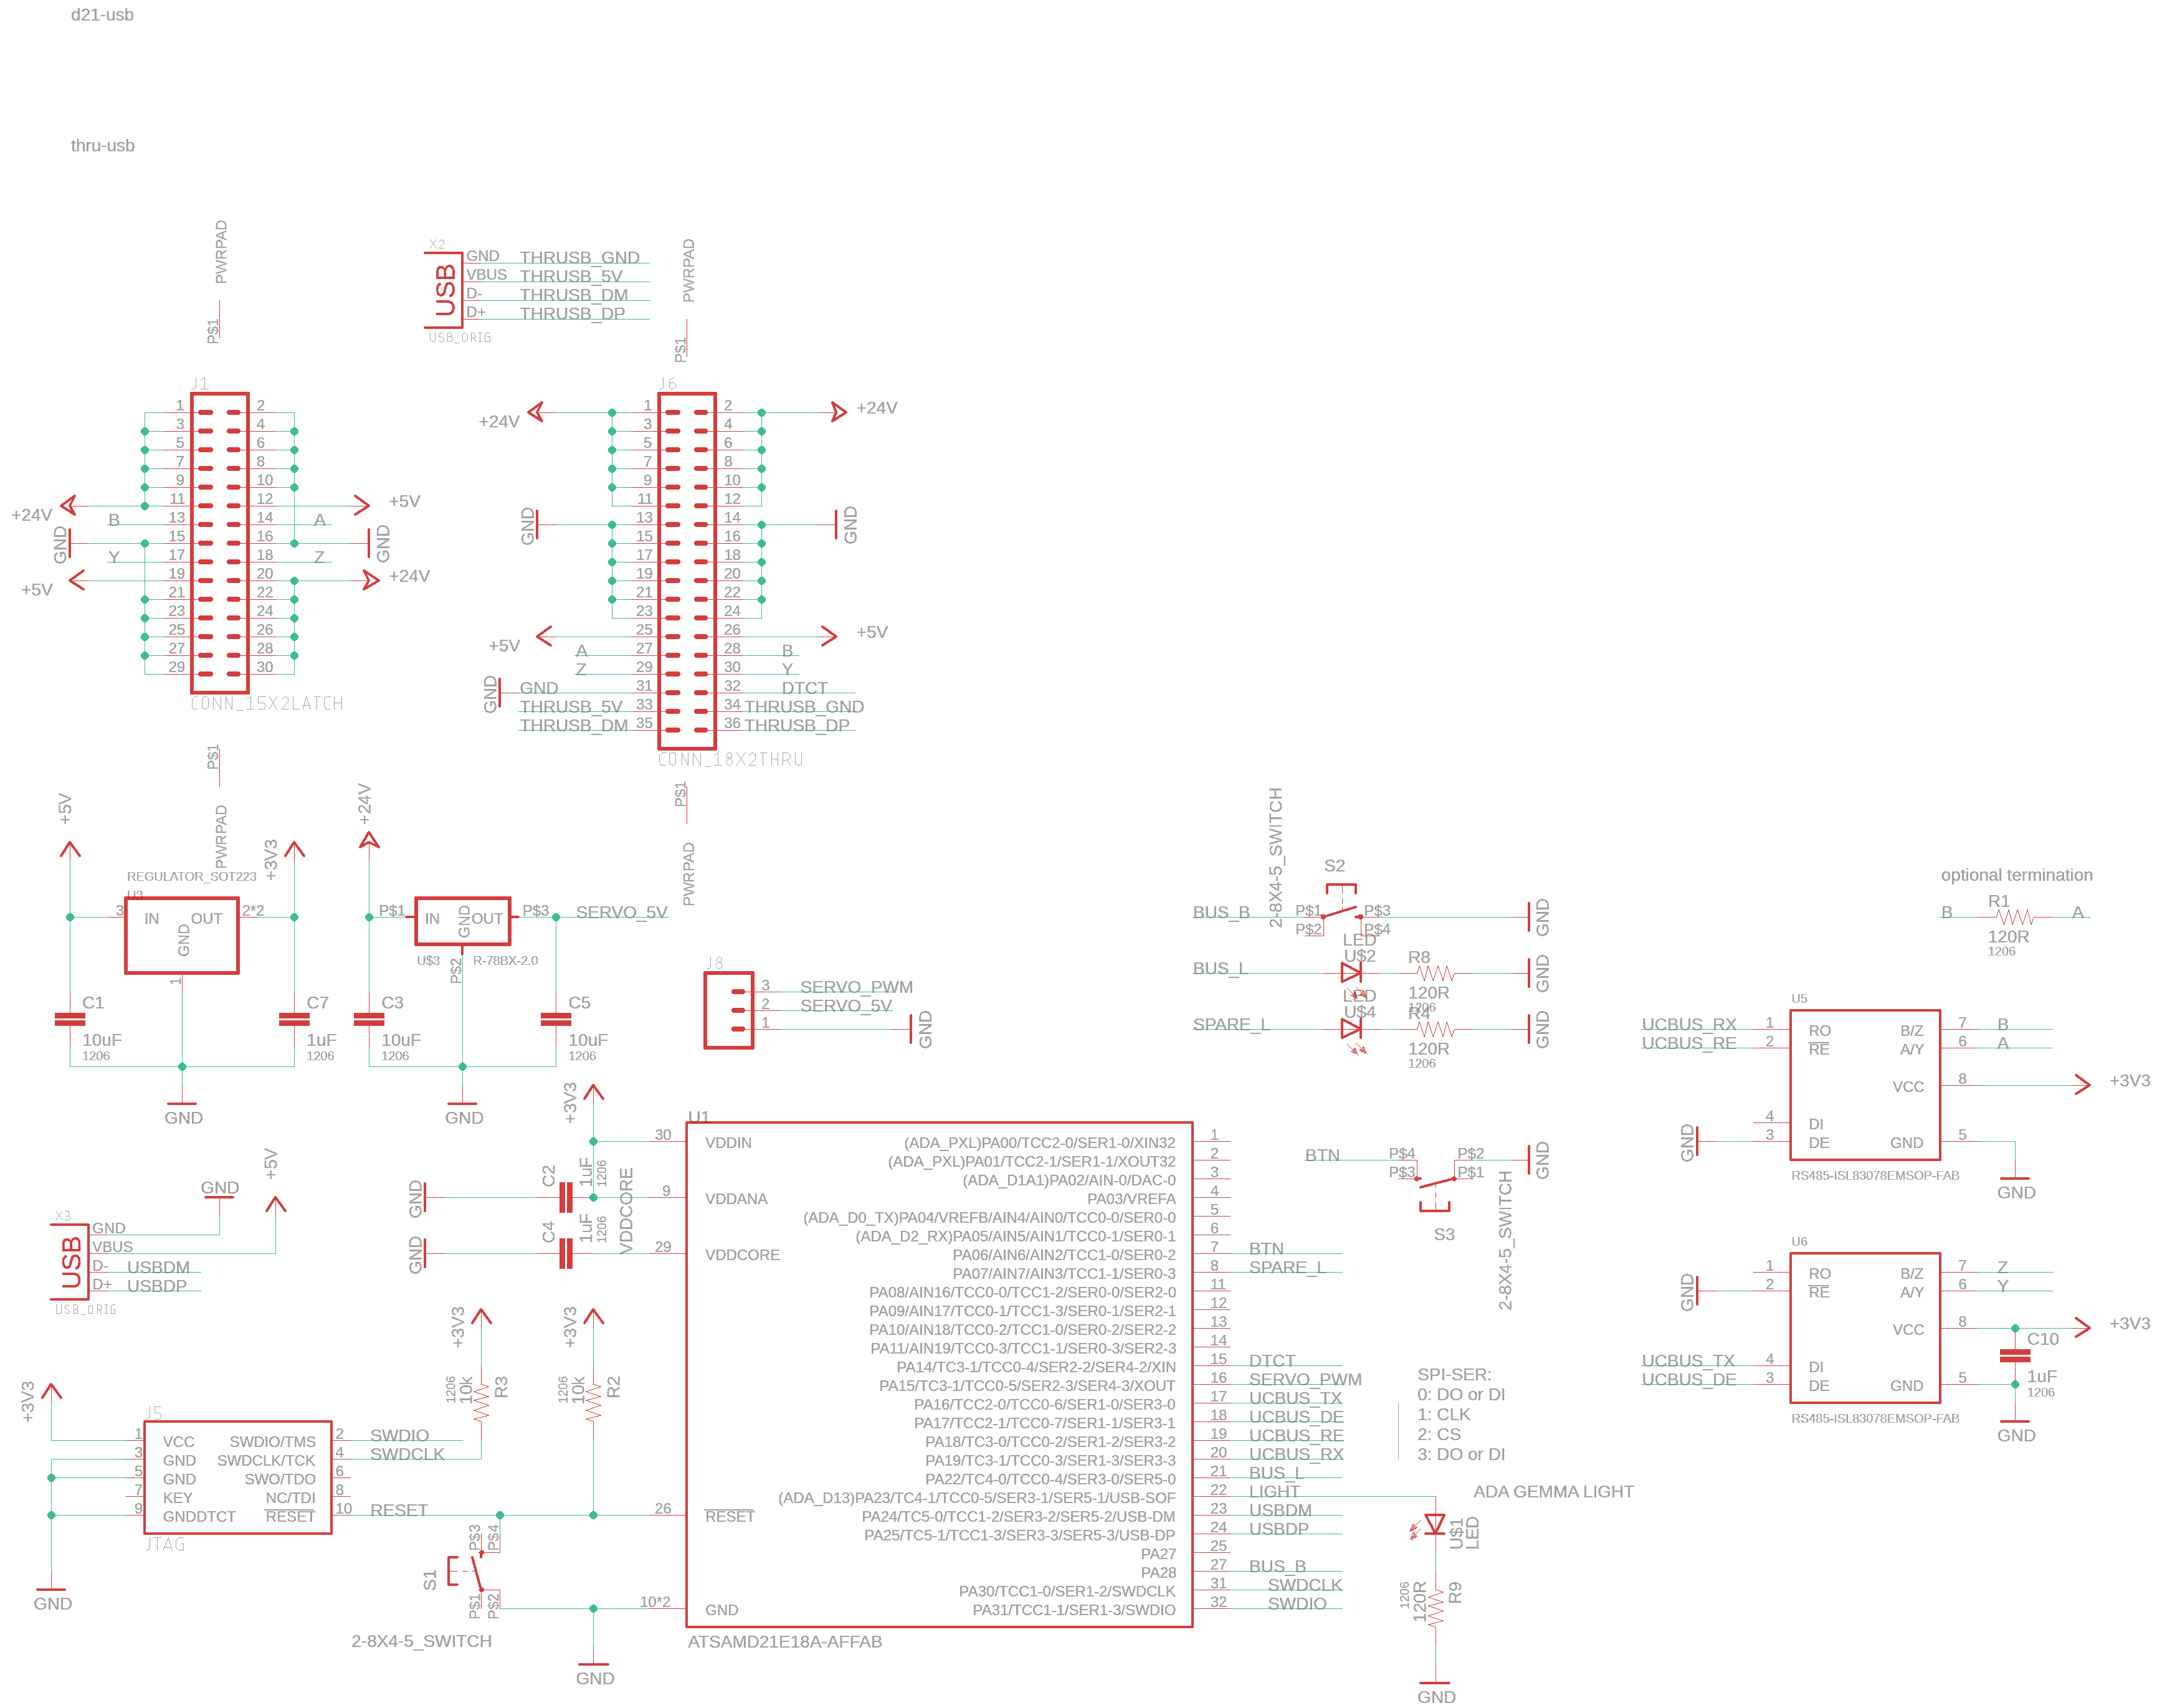 d21-usb
thru-usb
PWRPAD
P$1
X2
USB
GND THRUSB_GND
VBUS THRUSB_5V
D- THRUSB_DM
D+ THRUSB_DP
USB_ORIG
PWRPAD
P$1
J1
1 2
3 4
5 6
7 8
9 10
+24V 11 12 +5V
B 13 14 A
GND 15 16 GND
Y 17 18 Z
+5V 19 20 +24V
21 22
23 24
25 26
27 28
29 30
CONN_15X2LATCH
P$1
PWRPAD
J6
+24V 1 2 +24V
3 4
5 6
7 8
9 10
11 12
GND 13 14 GND
15 16
17 18
19 20
21 22
23 24
+5V 25 26 +5V
A 27 28 B
Z 29 30 Y
GND GND 31 32 DTCT
THRUSB_5V 33 34 THRUSB_GND
THRUSB_DM 35 36 THRUSB_DP
CONN_18X2THRU
P$1
PWRPAD
+5V
+3V3
REGULATOR_SOT223
U3
3 IN OUT 2*2
GND
1
C1
10uF
1206
C7
1uF
1206
GND
+24V
P$1 IN GND OUT P$3 SERVO_5V
U$3 P$2 R-78BX-2.0
C3
10uF
1206
C5
10uF
1206
GND
J8
3 SERVO_PWM
2 SERVO_5V
1 GND
2-8X4-5_SWITCH
S2
BUS_B P$1 P$3 GND
P$2 P$4
LED
U$2
BUS_L R8 GND
120R
1206
LED
U$4
SPARE_L R4 GND
120R
1206
optional termination
R1
B A
120R
1206
U5
UCBUS_RX 1 RO B/Z 7 B
UCBUS_RE 2 RE A/Y 6 A
VCC 8 +3V3
4 DI
GND 3 DE GND 5
RS485-ISL83078EMSOP-FAB
GND
BTN P$4 P$2 GND
P$3 P$1
S3
2-8X4-5_SWITCH
U6
1 RO B/Z 7 Z
GND 2 RE A/Y 6 Y
VCC 8 +3V3
C10
1uF
1206
UCBUS_TX 4 DI
UCBUS_DE 3 DE GND 5
RS485-ISL83078EMSOP-FAB
GND
X3
USB
GND GND
VBUS +5V
D- USBDM
D+ USBDP
USB_ORIG
+3V3
GND C2 1uF 1206
GND C4 1uF 1206 VDDCORE
+3V3
1206 10k R3
+3V3
1206 10k R2
+3V3
J5
1 VCC SWDIO/TMS 2 SWDIO
3 GND SWDCLK/TCK 4 SWDCLK
5 GND SWO/TDO 6
7 KEY NC/TDI 8
9 GNDDTCT RESET 10 RESET
JTAG
GND
S1
P$3 P$4
P$1 P$2
2-8X4-5_SWITCH
GND
U1
30 VDDIN
9 VDDANA
29 VDDCORE
26 RESET
10*2 GND
(ADA_PXL)PA00/TCC2-0/SER1-0/XIN32 1
(ADA_PXL)PA01/TCC2-1/SER1-1/XOUT32 2
(ADA_D1A1)PA02/AIN-0/DAC-0 3
PA03/VREFA 4
(ADA_D0_TX)PA04/VREFB/AIN4/AIN0/TCC0-0/SER0-0 5
(ADA_D2_RX)PA05/AIN5/AIN1/TCC0-1/SER0-1 6
PA06/AIN6/AIN2/TCC1-0/SER0-2 7 BTN
PA07/AIN7/AIN3/TCC1-1/SER0-3 8 SPARE_L
PA08/AIN16/TCC0-0/TCC1-2/SER0-0/SER2-0 11
PA09/AIN17/TCC0-1/TCC1-3/SER0-1/SER2-1 12
PA10/AIN18/TCC0-2/TCC1-0/SER0-2/SER2-2 13
PA11/AIN19/TCC0-3/TCC1-1/SER0-3/SER2-3 14
PA14/TC3-1/TCC0-4/SER2-2/SER4-2/XIN 15 DTCT
PA15/TC3-1/TCC0-5/SER2-3/SER4-3/XOUT 16 SERVO_PWM
PA16/TCC2-0/TCC0-6/SER1-0/SER3-0 17 UCBUS_TX
PA17/TCC2-1/TCC0-7/SER1-1/SER3-1 18 UCBUS_DE
PA18/TC3-0/TCC0-2/SER1-2/SER3-2 19 UCBUS_RE
PA19/TC3-1/TCC0-3/SER1-3/SER3-3 20 UCBUS_RX
PA22/TC4-0/TCC0-4/SER3-0/SER5-0 21 BUS_L
(ADA_D13)PA23/TC4-1/TCC0-5/SER3-1/SER5-1/USB-SOF 22 LIGHT
PA24/TC5-0/TCC1-2/SER3-2/SER5-2/USB-DM 23 USBDM
PA25/TC5-1/TCC1-3/SER3-3/SER5-3/USB-DP 24 USBDP
PA27 25
PA28 27 BUS_B
PA30/TCC1-0/SER1-2/SWDCLK 31 SWDCLK
PA31/TCC1-1/SER1-3/SWDIO 32 SWDIO
ATSAMD21E18A-AFFAB
SPI-SER:
0: DO or DI
1: CLK
2: CS
3: DO or DI
ADA GEMMA LIGHT
U$1
LED
1206
120R
R9
GND